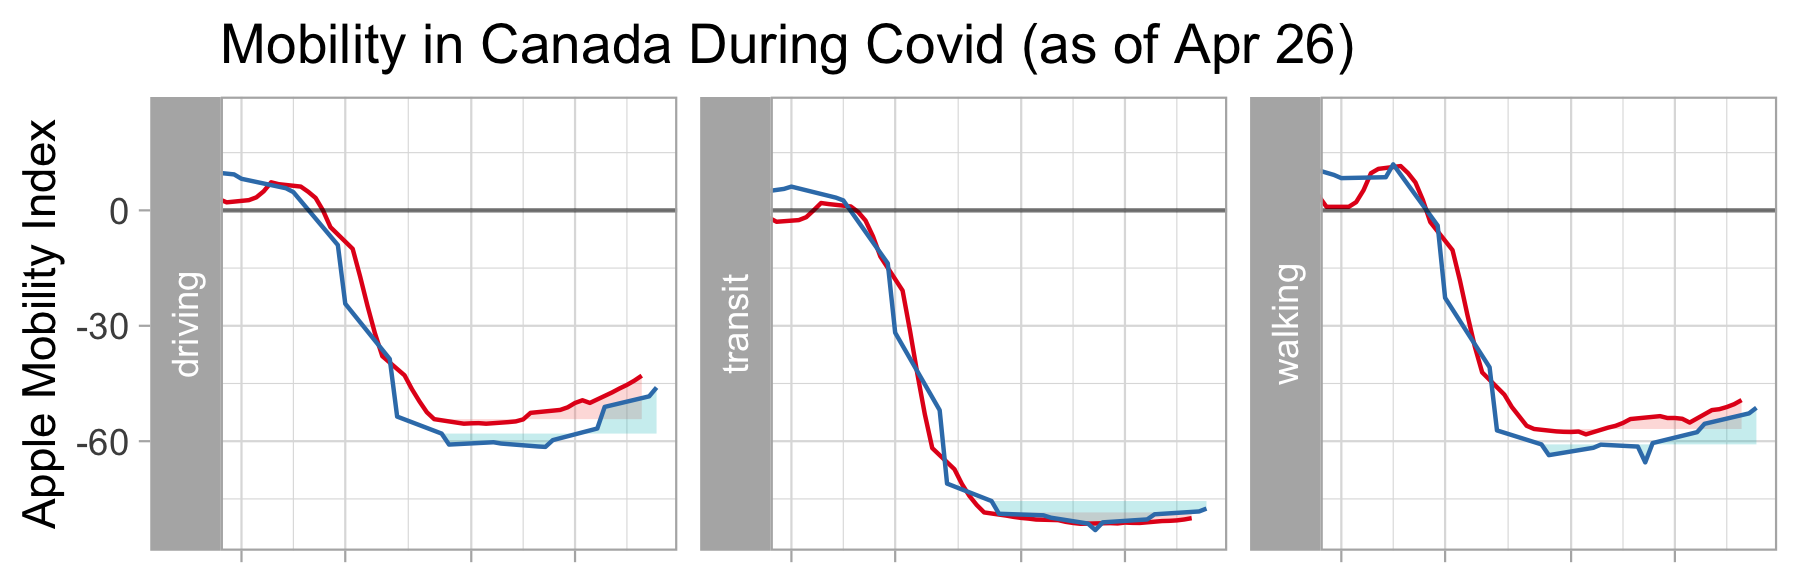 Mobility in Canada During Covid (as of Apr 26)
Apple Mobility Index
0
-30
-60
driving
transit
walking